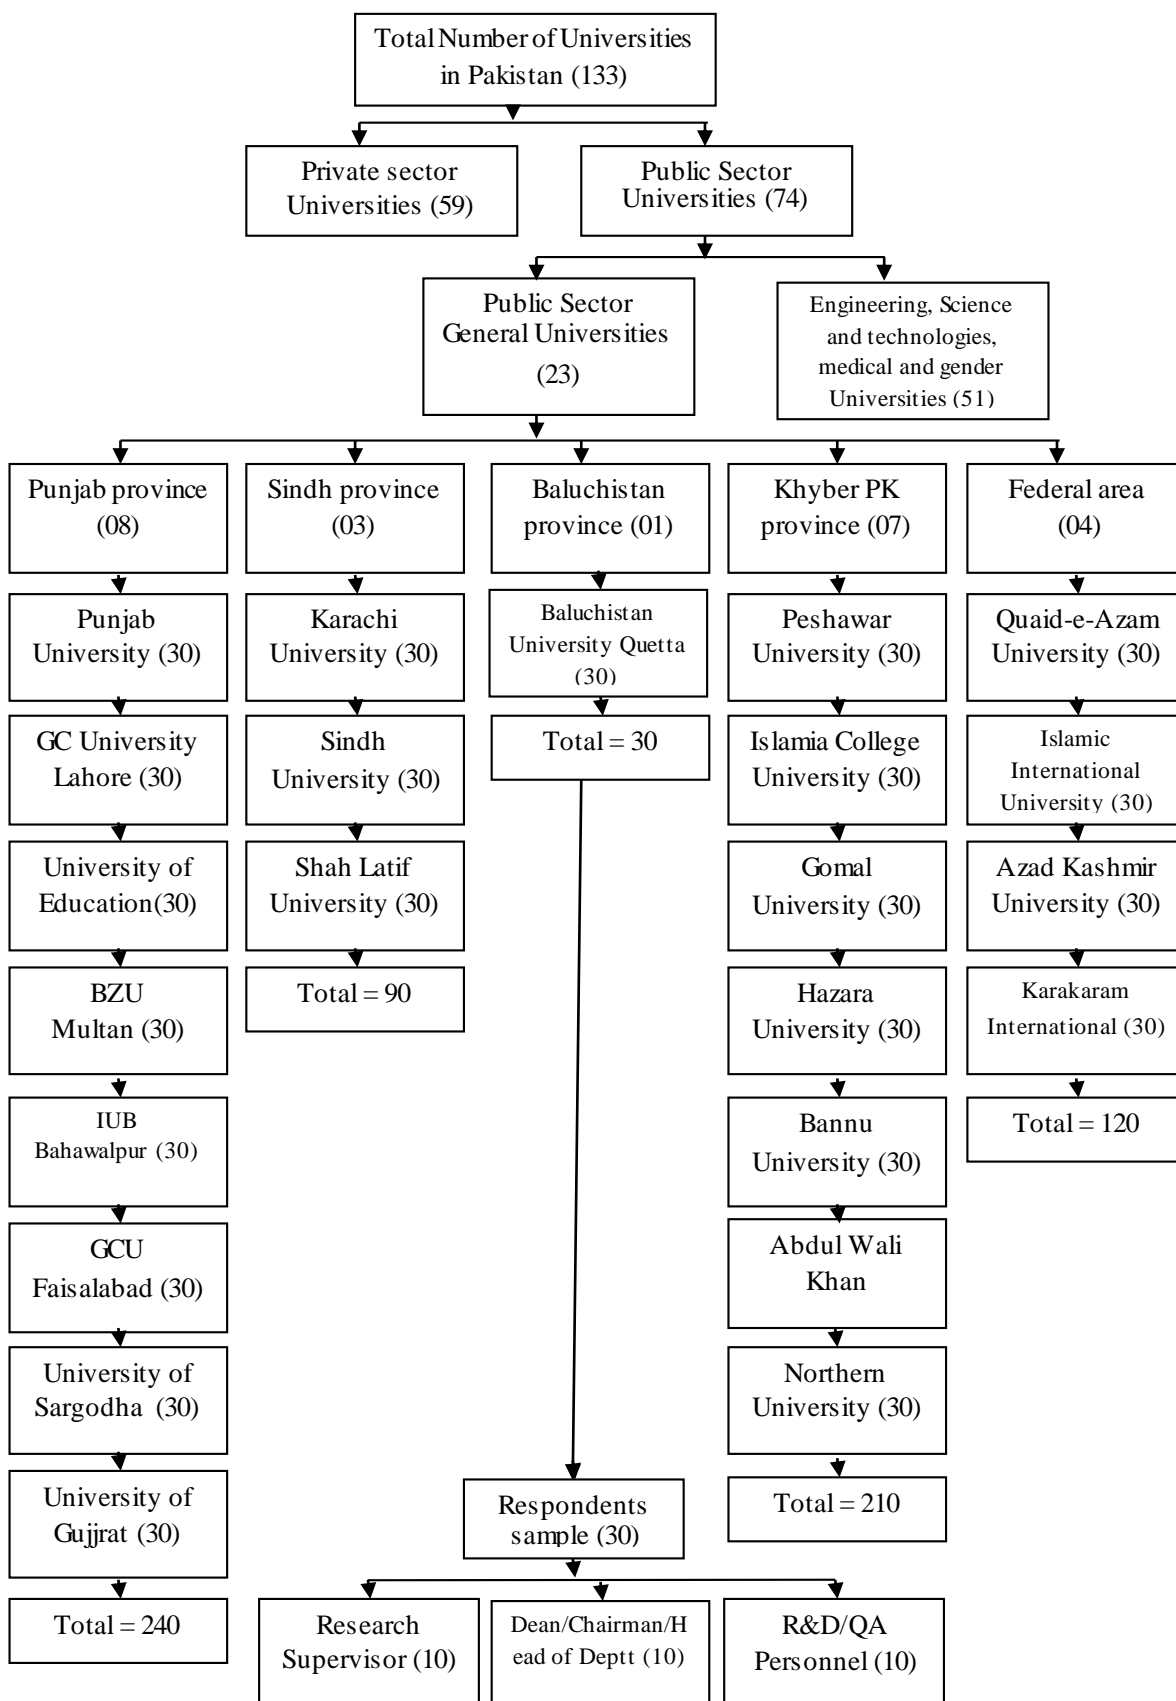 Total Number of Universities
in Pakistan (133)
Private sector
Universities (59)
Public Sector
Universities (74)
Public Sector
General Universities
(23)
Engineering, Science
and technologies,
medical and gender
Universities (51)
Punjab province
(08)
Sindh province
(03)
Baluchistan
province (01)
Khyber PK
province (07)
Federal area
(04)
Punjab
University (30)
GC University
Lahore (30)
University of
Education(30)
BZU
Multan (30)
IUB
Bahawalpur (30)
GCU
Faisalabad (30)
University of
Sargodha (30)
University of
Gujjrat (30)
Total = 240
Karachi
University (30)
Sindh
University (30)
Shah Latif
University (30)
Total = 90
Baluchistan
University Quetta
(30)
Total = 30
Peshawar
University (30)
Islamia College
University (30)
Gomal
University (30)
Hazara
University (30)
Bannu
University (30)
Abdul Wali
Khan
Northern
University (30)
Total = 210
Quaid-e-Azam
University (30)
Islamic
International
University (30)
Azad Kashmir
University (30)
Karakaram
International (30)
Total = 120
Respondents
sample (30)
Research
Supervisor (10)
Dean/Chairman/H
ead of Deptt (10)
R&D/QA
Personnel (10)